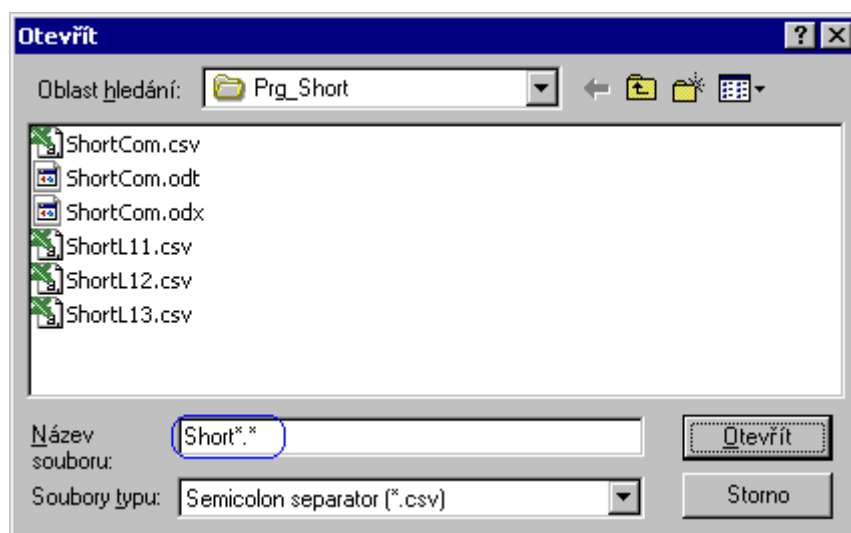 Otevřít
Oblast hledání: Prg_Short
ShortCom.csv
ShortCom.odt
ShortCom.odx
ShortL11.csv
ShortL12.csv
ShortL13.csv
Název souboru: Short*.*
Otevřít
Soubory typu: Semicolon separator (*.csv)
Storno